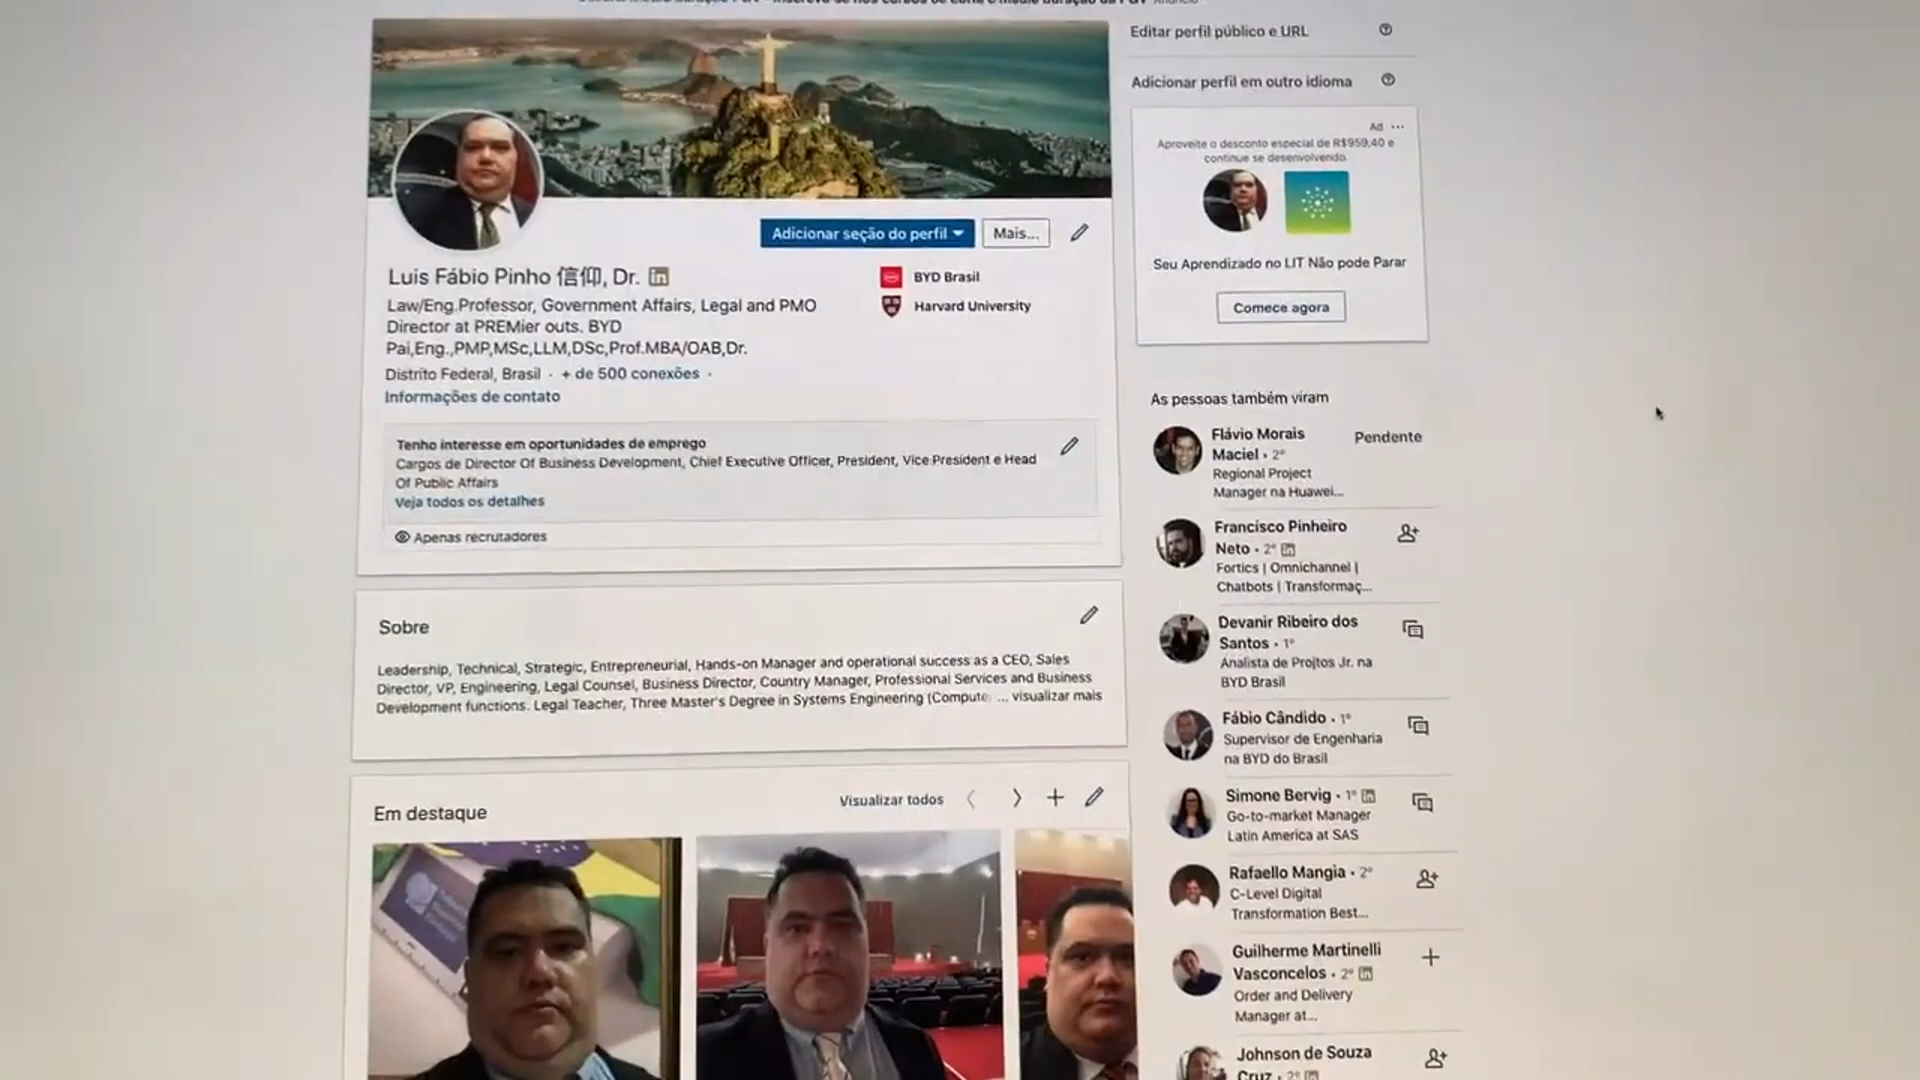 Editar perfil público e URL
Adicionar perfil em outro idioma
Ad ...
Aproveite o desconto especial de R$959,40 e
continue se desenvolvendo
Seu Aprendizado no LIT Não pode Parar
Comece agora
Adicionar seção do perfil
Mais...
Luis Fábio Pinho 信仰, Dr. in
BYD Brasil
Harvard University
Law/Eng.Professor, Government Affairs, Legal and PMO
Director at PREMier outs. BYD
Pai,Eng.,PMP,MSc,LLM,DSc,Prof.MBA/OAB,Dr.
Distrito Federal, Brasil · + de 500 conexões ·
Informações de contato
Tenho interesse em oportunidades de emprego
Cargos de Director Of Business Development, Chief Executive Officer, President, Vice President e Head
Of Public Affairs
Veja todos os detalhes
Apenas recrutadores
Sobre
Leadership, Technical, Strategic, Entrepreneurial, Hands-on Manager and operational success as a CEO, Sales
Director, VP, Engineering, Legal Counsel, Business Director, Country Manager, Professional Services and Business
Development functions. Legal Teacher, Three Master's Degree in Systems Engineering (Compute ... visualizar mais
Em destaque
Visualizar todos
As pessoas também viram
Flávio Morais
Maciel · 2º
Pendente
Regional Project
Manager na Huawei...
Francisco Pinheiro
Neto · 2º in
Fortics | Omnichannel |
Chatbots | Transformaç...
Devanir Ribeiro dos
Santos · 1º
Analista de Projtos Jr. na
BYD Brasil
Fábio Cândido · 1º
Supervisor de Engenharia
na BYD do Brasil
Simone Bervig · 1º in
Go-to-market Manager
Latin America at SAS
Rafaello Mangia · 2º
C-Level Digital
Transformation Best...
Guilherme Martinelli
Vasconcelos · 2º in
Order and Delivery
Manager at...
Johnson de Souza
Cruz · 2º in